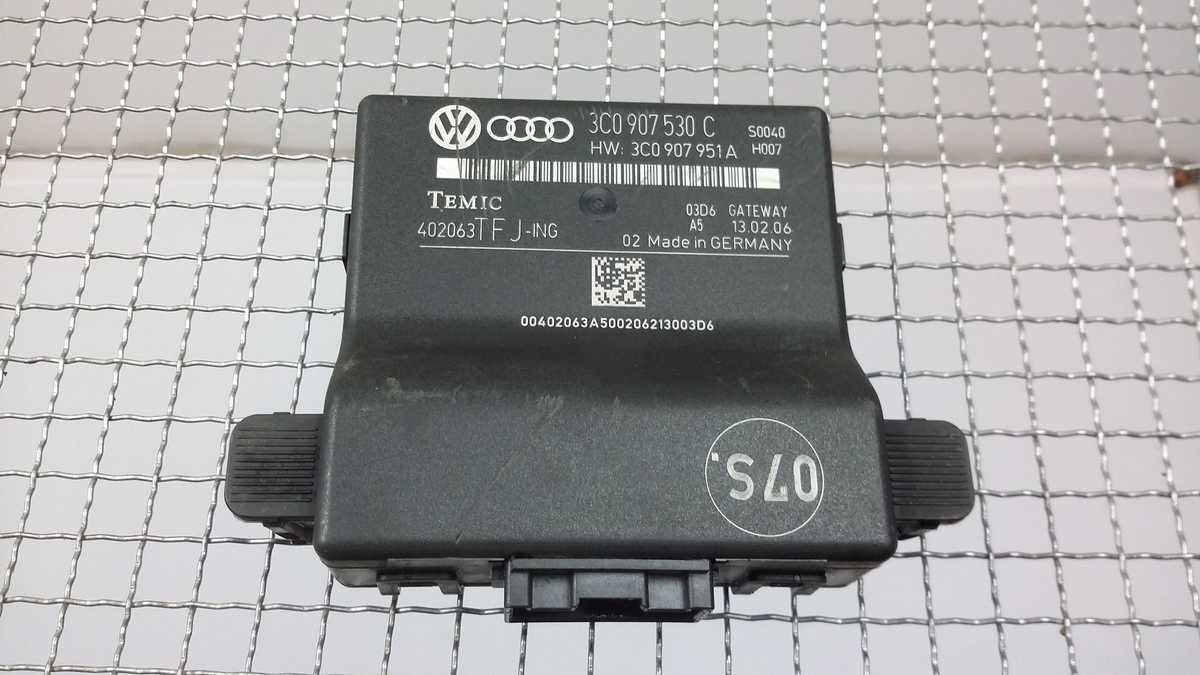 3C0 907 530 C S0040
HW: 3C0 907 951 A H007
TEMIC
03D6 GATEWAY
402063TFJ-ING A5 13.02.06
02 Made in GERMANY
00402063A500206213003D6
07S.